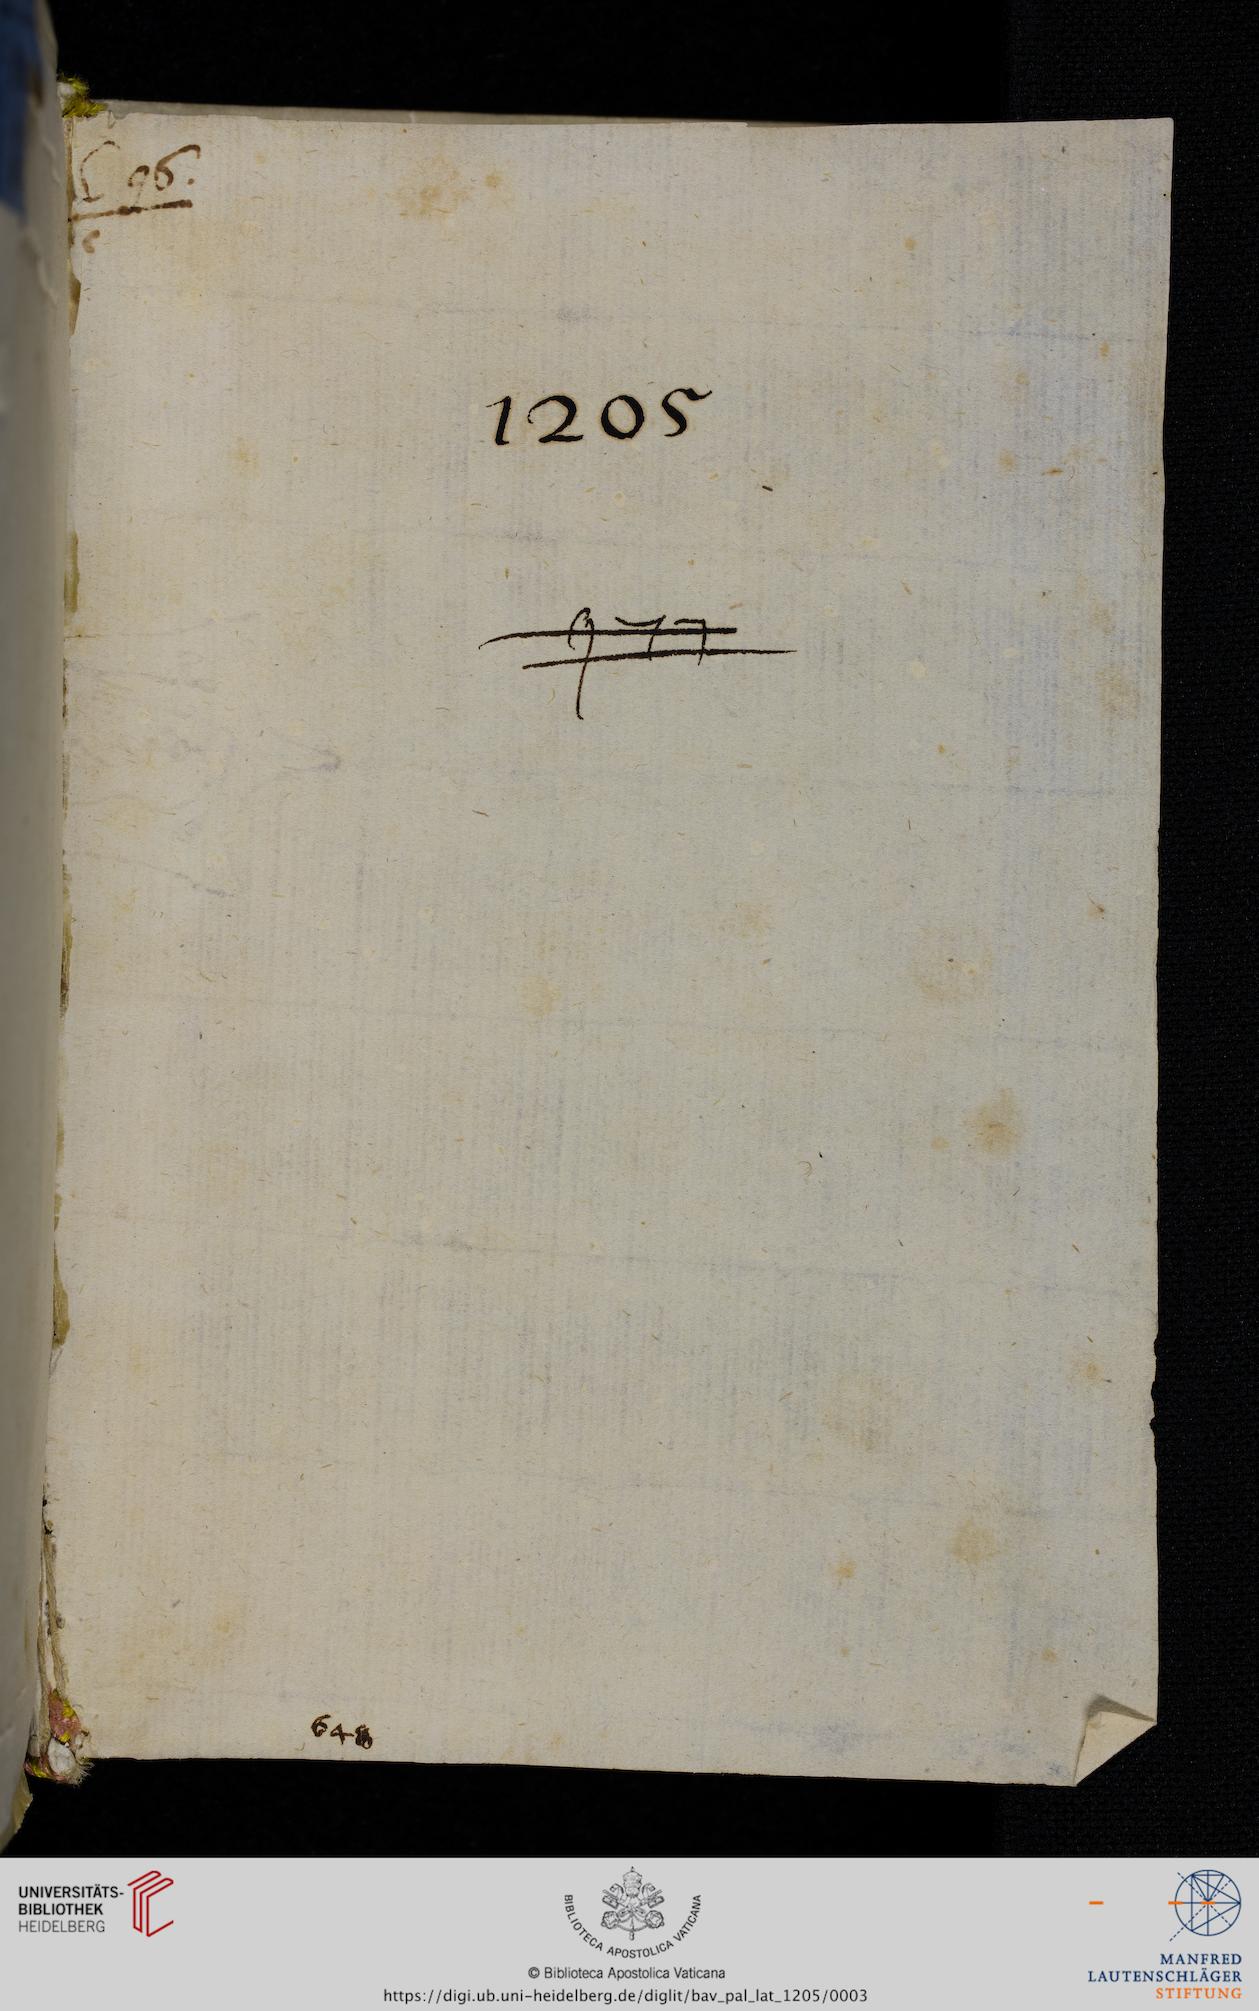 C 96.
1205
977
648
UNIVERSITÄTS-
BIBLIOTHEK
HEIDELBERG
BIBLIOTECA APOSTOLICA VATICANA
© Biblioteca Apostolica Vaticana
https://digi.ub.uni-heidelberg.de/diglit/bav_pal_lat_1205/0003
MANFRED
LAUTENSCHLÄGER
STIFTUNG